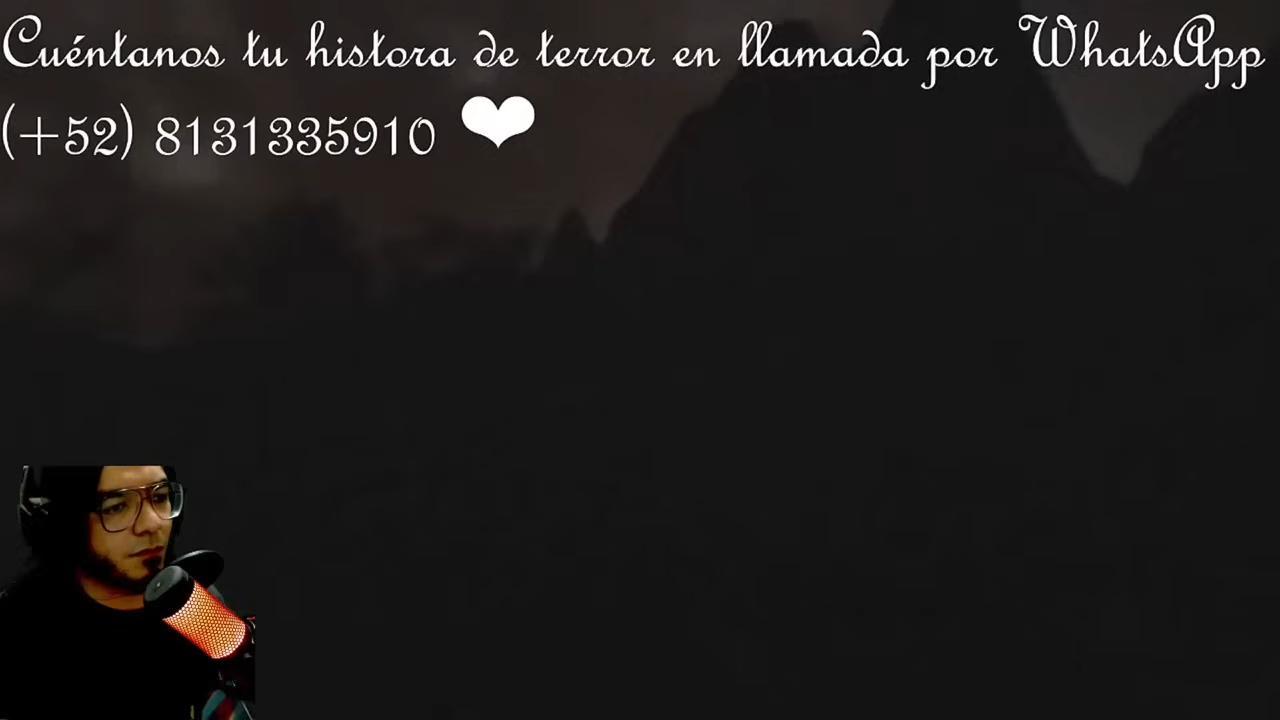 Cuéntanos tu histora de terror en llamada por WhatsApp
(+52) 8131335910 ❤